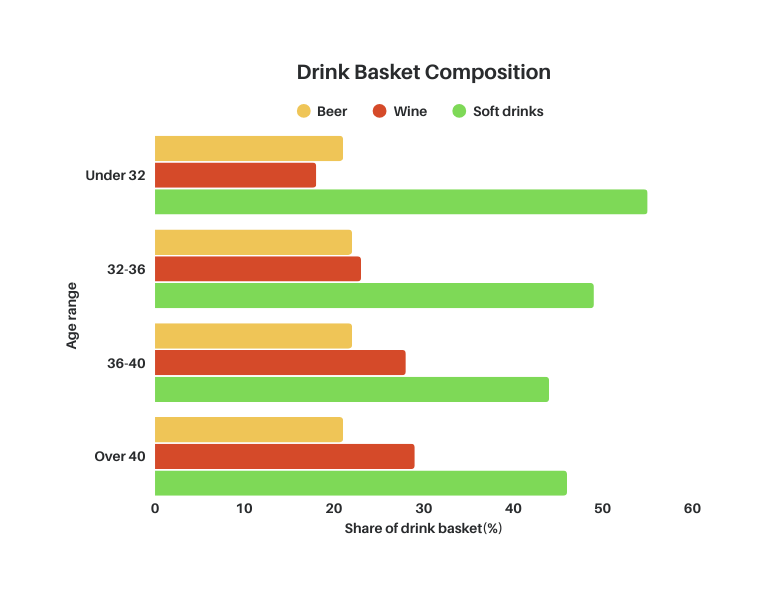 Drink Basket Composition
Beer Wine Soft drinks
Under 32
32-36
Age range
36-40
Over 40
0 10 20 30 40 50 60
Share of drink basket(%)